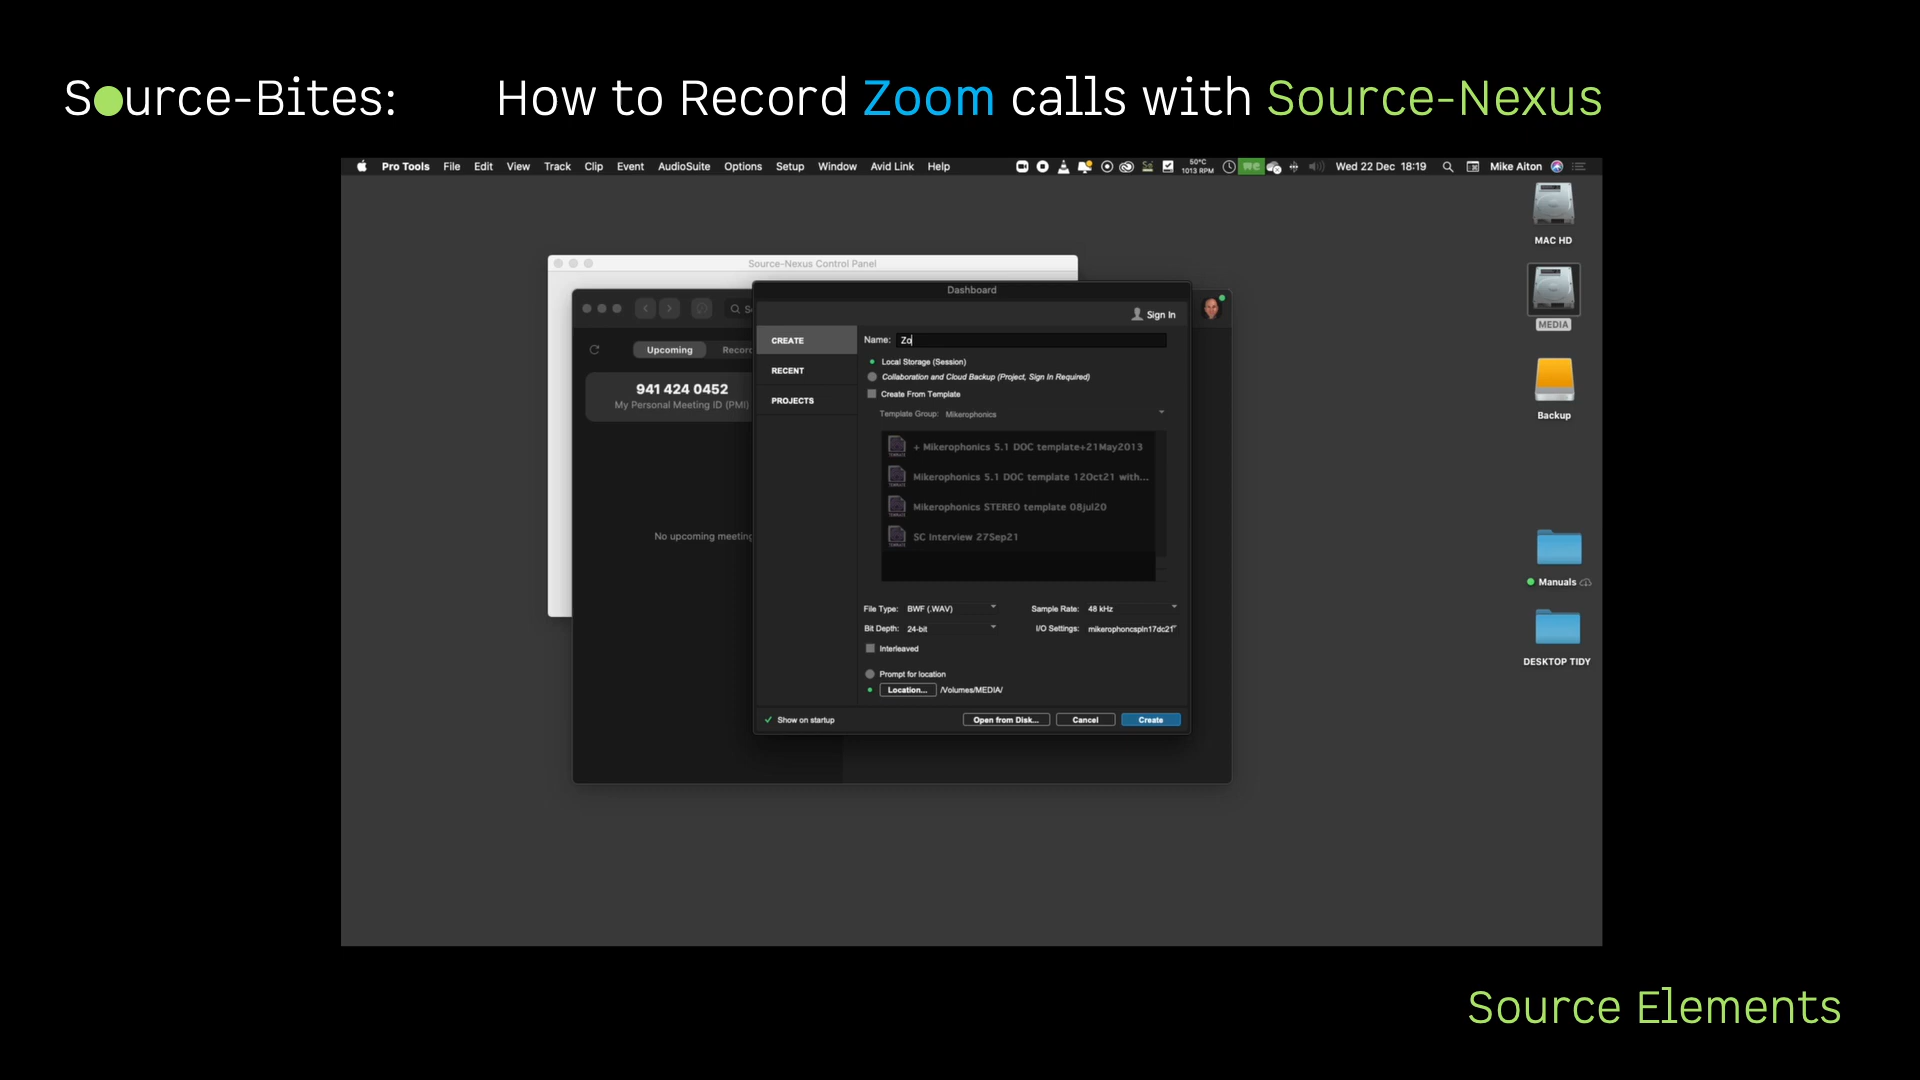 Source-Bites: How to Record Zoom calls with Source-Nexus
Pro Tools File Edit View Track Clip Event AudioSuite Options Setup Window Avid Link Help 50°C 1013 RPM Wed 22 Dec 18:19 Mike Aiton
MAC HD
MEDIA
Backup
Manuals
DESKTOP TIDY
Source-Nexus Control Panel
Upcoming Recor
941 424 0452
My Personal Meeting ID (PMI)
No upcoming meeting
Dashboard
Sign In
CREATE
RECENT
PROJECTS
Name: Zo
Local Storage (Session)
Collaboration and Cloud Backup (Project, Sign In Required)
Create From Template
Template Group: Mikerophonics
+ Mikerophonics 5.1 DOC template+21May2013
Mikerophonics 5.1 DOC template 12Oct21 with...
Mikerophonics STEREO template 08jul20
SC Interview 27Sep21
File Type: BWF (.WAV) Sample Rate: 48 kHz
Bit Depth: 24-bit I/O Settings: mikerophoncspin17dc21
Interleaved
Prompt for location
Location... /Volumes/MEDIA/
Show on startup Open from Disk... Cancel Create
Source Elements